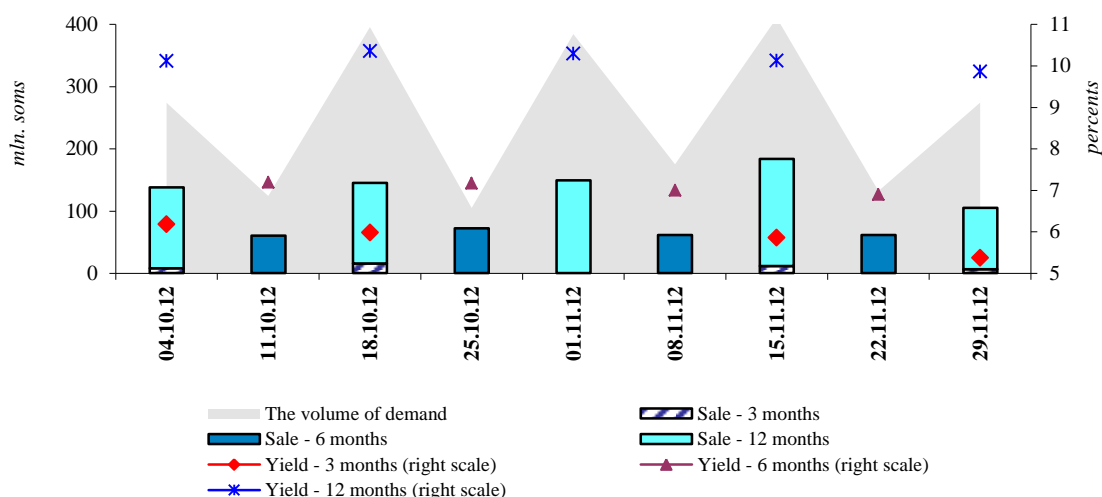 400
300
200
100
0
mln. soms
11
10
9
8
7
6
5
percents
04.10.12
11.10.12
18.10.12
25.10.12
01.11.12
08.11.12
15.11.12
22.11.12
29.11.12
The volume of demand
Sale - 3 months
Sale - 6 months
Sale - 12 months
Yield - 3 months (right scale)
Yield - 6 months (right scale)
Yield - 12 months (right scale)